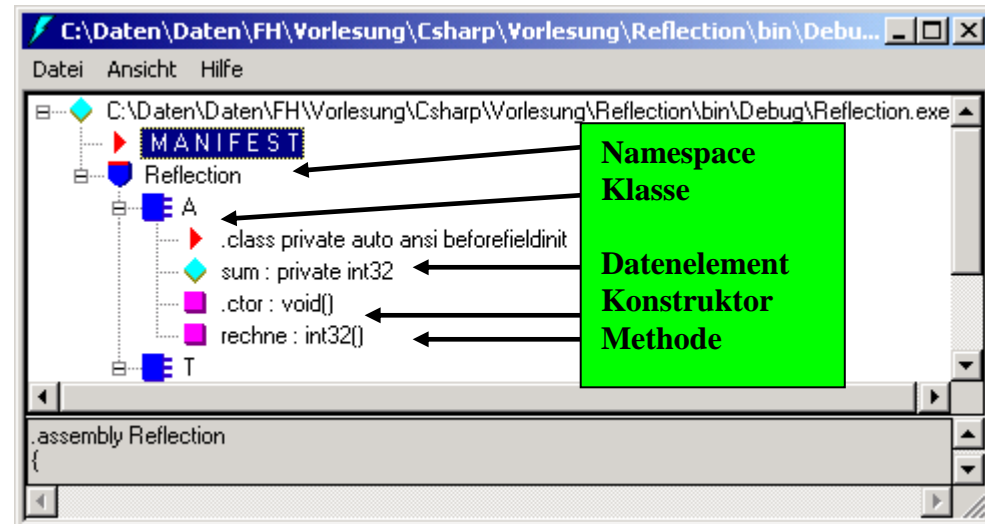 C:\Daten\Daten\FH\Vorlesung\Csharp\Vorlesung\Reflection\bin\Debu...
Datei Ansicht Hilfe
C:\Daten\Daten\FH\Vorlesung\Csharp\Vorlesung\Reflection\bin\Debug\Reflection.exe
MANIFEST
Reflection
A
.class private auto ansi beforefieldinit
sum : private int32
.ctor : void()
rechne : int32()
T
Namespace
Klasse
Datenelement
Konstruktor
Methode
.assembly Reflection
{